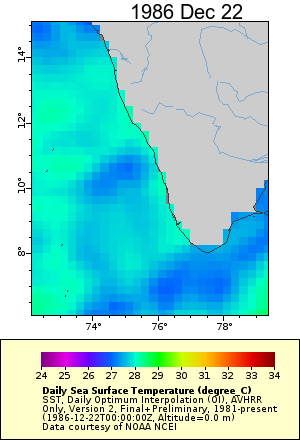 1986 Dec 22
14°
12°
10°
8°
74°
76°
78°
24 25 26 27 28 29 30 31 32 33 34
Daily Sea Surface Temperature (degree_C)
SST, Daily Optimum Interpolation (OI), AVHRR
Only, Version 2, Final+Preliminary, 1981-present
(1986-12-22T00:00:00Z, Altitude=0.0 m)
Data courtesy of NOAA NCEI